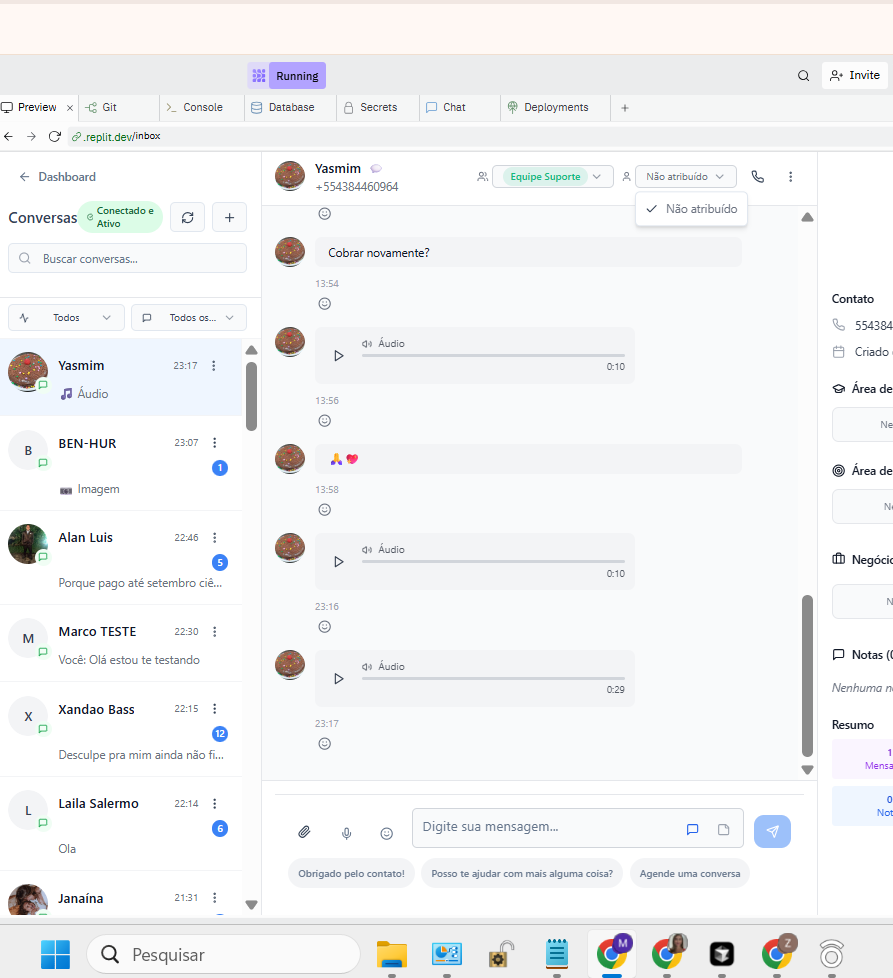 Running
Invite
Preview
Git
Console
Database
Secrets
Chat
Deployments
.replit.dev/inbox
Dashboard
Conversas
Conectado e
Ativo
Buscar conversas...
Todos
Todos os...
Yasmim
23:17
Áudio
B
BEN-HUR
23:07
1
Imagem
Alan Luis
22:46
5
Porque pago até setembro ciê...
M
Marco TESTE
22:30
Você: Olá estou te testando
X
Xandao Bass
22:15
12
Desculpe pra mim ainda não fi...
L
Laila Salermo
22:14
6
Ola
Janaína
21:31
Yasmim
+554384460964
Equipe Suporte
Não atribuído
Não atribuído
Cobrar novamente?
13:54
Áudio
0:10
13:56
🙏💖
13:58
Áudio
0:10
23:16
Áudio
0:29
23:17
Digite sua mensagem...
Obrigado pelo contato!
Posso te ajudar com mais alguma coisa?
Agende uma conversa
Contato
554384
Criado
Área de
Ne
Área de
N
Negócio
N
Notas (
Nenhuma n
Resumo
1
Mensa
0
Not
Pesquisar
M
Z